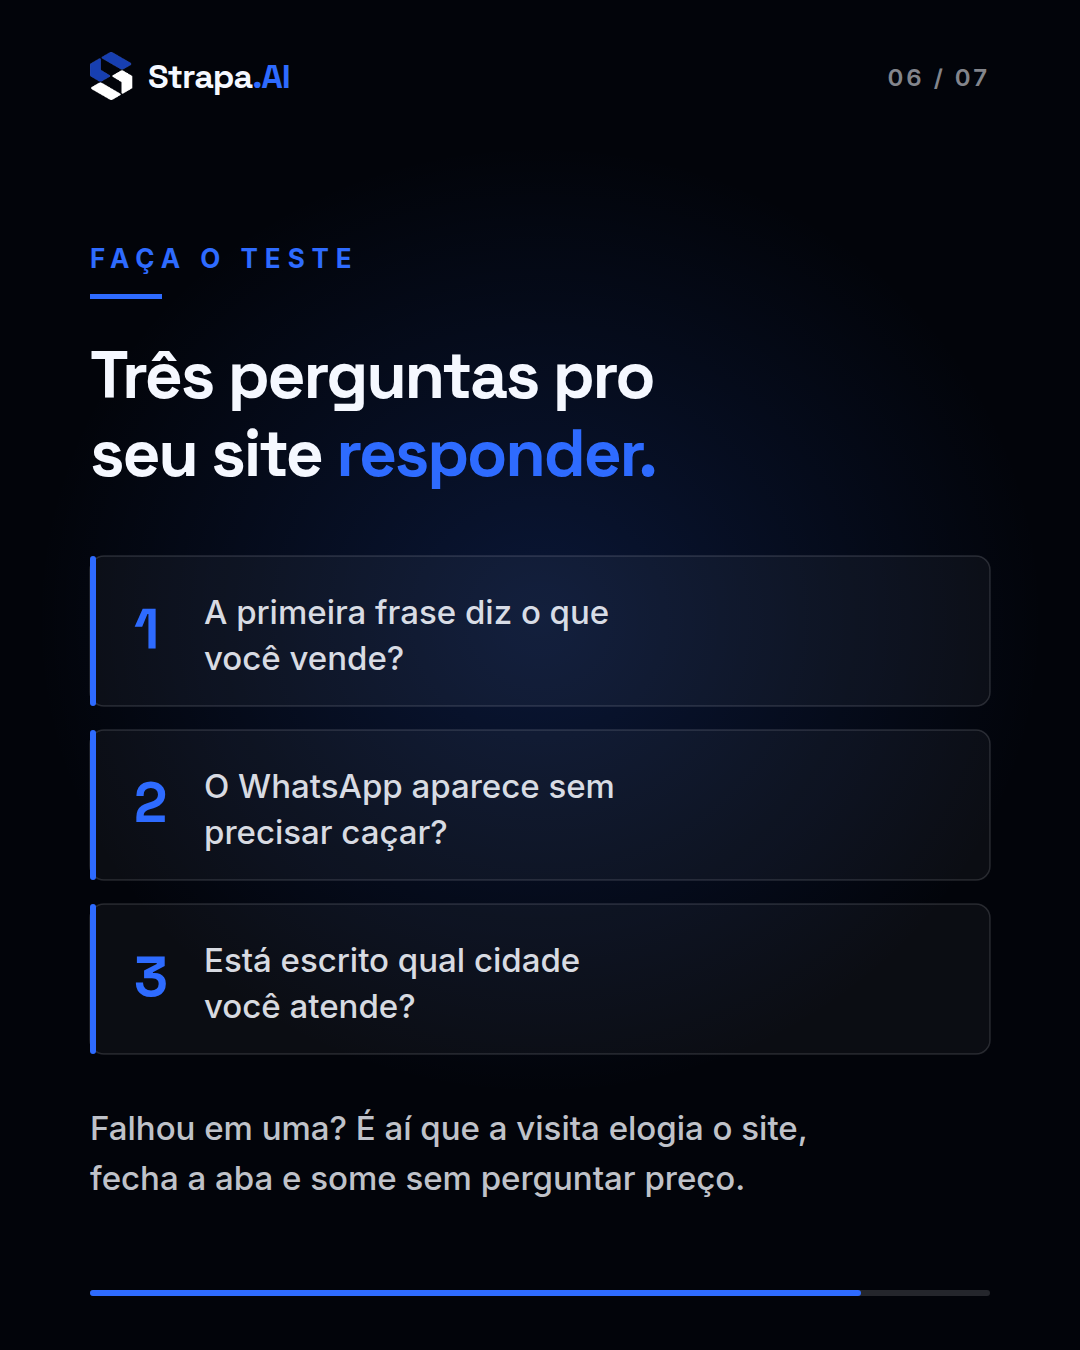 Strapa.AI
06 / 07
FAÇA O TESTE
Três perguntas pro
seu site responder.
1
A primeira frase diz o que
você vende?
2
O WhatsApp aparece sem
precisar caçar?
3
Está escrito qual cidade
você atende?
Falhou em uma? É aí que a visita elogia o site,
fecha a aba e some sem perguntar preço.